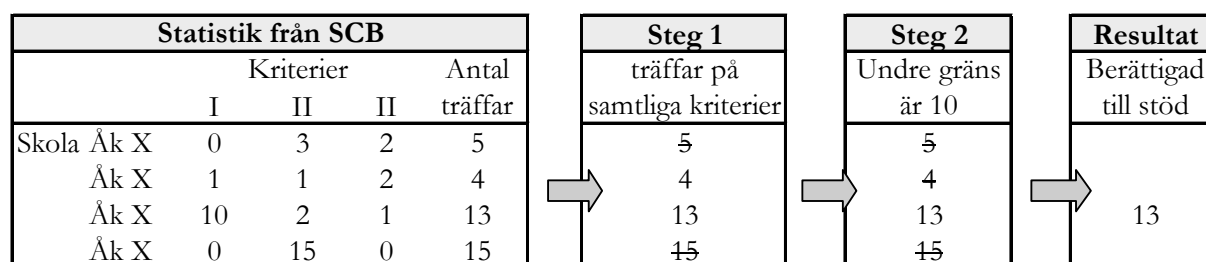 Statistik från SCB Steg 1 Steg 2 Resultat
Kriterier Antal träffar på Undre gräns Berättigad
I II II träffar samtliga kriterier är 10 till stöd
Skola Åk X 0 3 2 5 5 5
Åk X 1 1 2 4 4 4
Åk X 10 2 1 13 13 13 13
Åk X 0 15 0 15 15 15